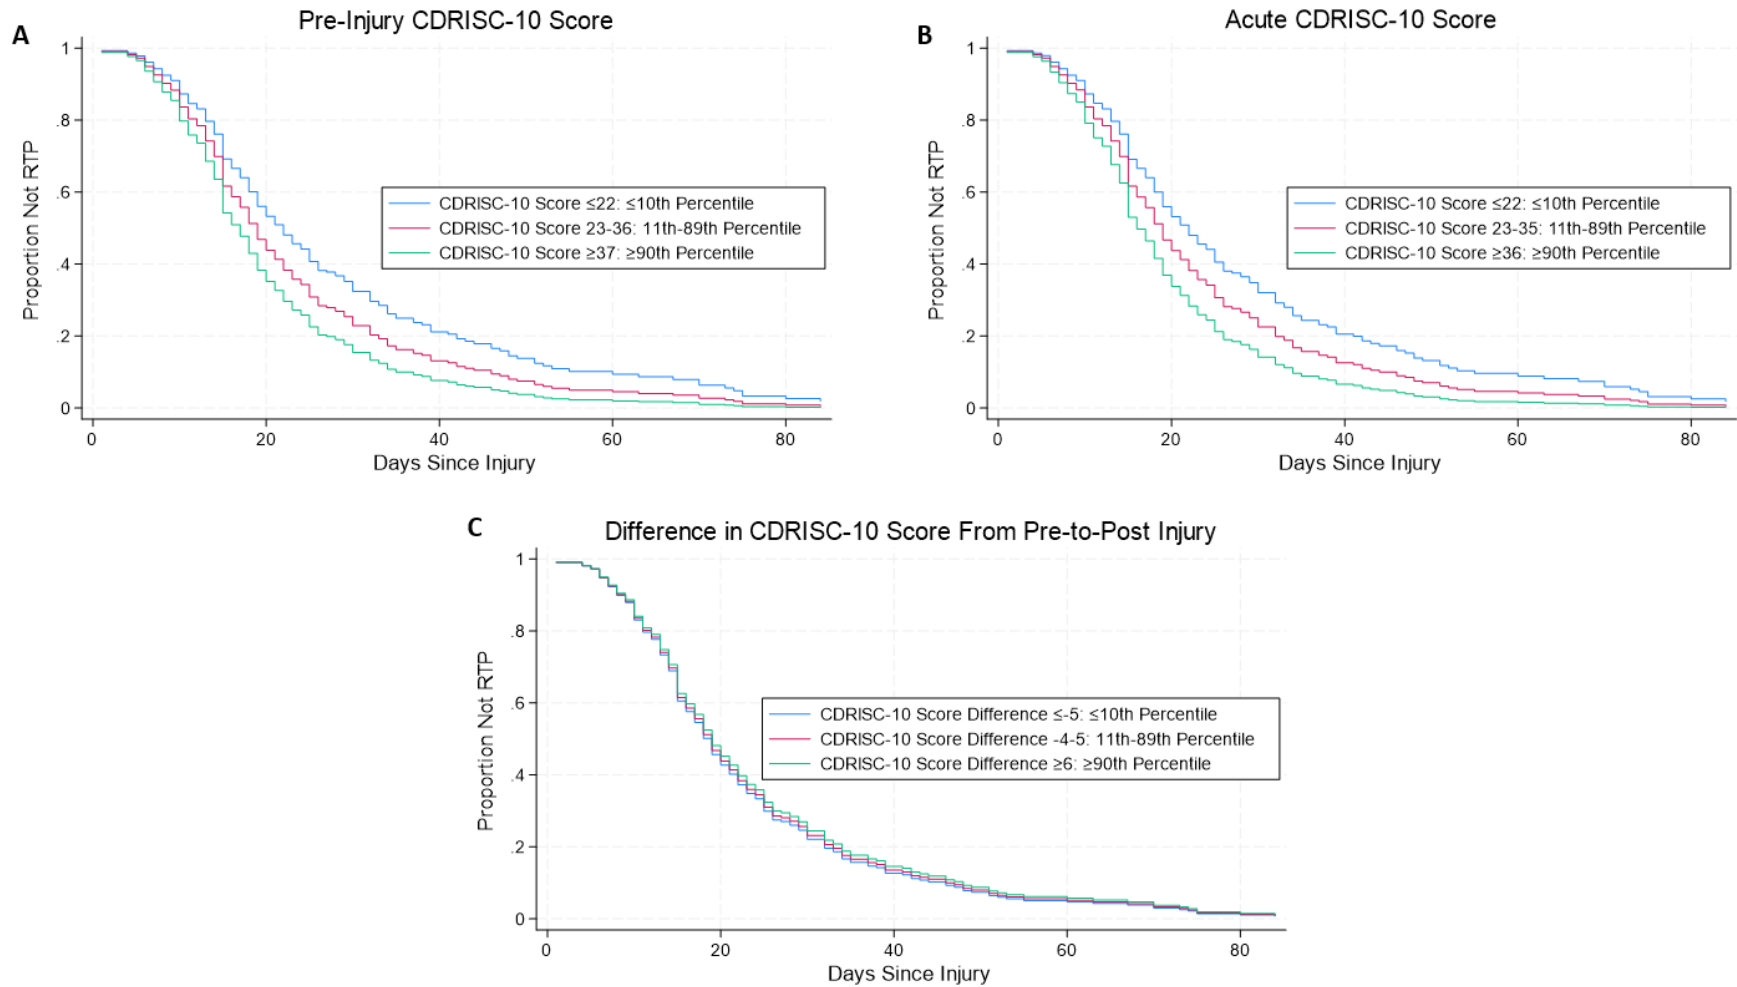 A
Pre-Injury CDRISC-10 Score
1
.8
.6
.4
.2
0
Proportion Not RTP
CDRISC-10 Score ≤22: ≤10th Percentile
CDRISC-10 Score 23-36: 11th-89th Percentile
CDRISC-10 Score ≥37: ≥90th Percentile
0 20 40 60 80
Days Since Injury
B
Acute CDRISC-10 Score
1
.8
.6
.4
.2
0
Proportion Not RTP
CDRISC-10 Score ≤22: ≤10th Percentile
CDRISC-10 Score 23-35: 11th-89th Percentile
CDRISC-10 Score ≥36: ≥90th Percentile
0 20 40 60 80
Days Since Injury
C
Difference in CDRISC-10 Score From Pre-to-Post Injury
1
.8
.6
.4
.2
0
Proportion Not RTP
CDRISC-10 Score Difference ≤-5: ≤10th Percentile
CDRISC-10 Score Difference -4-5: 11th-89th Percentile
CDRISC-10 Score Difference ≥6: ≥90th Percentile
0 20 40 60 80
Days Since Injury